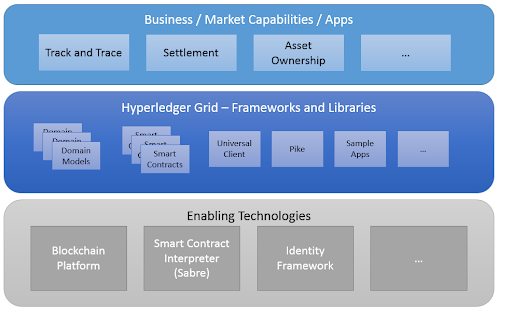 Business / Market Capabilities / Apps
Track and Trace
Settlement
Asset
Ownership
...
Hyperledger Grid – Frameworks and Libraries
Domain
Domain
Domain
Models
Smart
Smart
Smart
Contracts
Universal
Client
Pike
Sample
Apps
...
Enabling Technologies
Blockchain
Platform
Smart Contract
Interpreter
(Sabre)
Identity
Framework
...